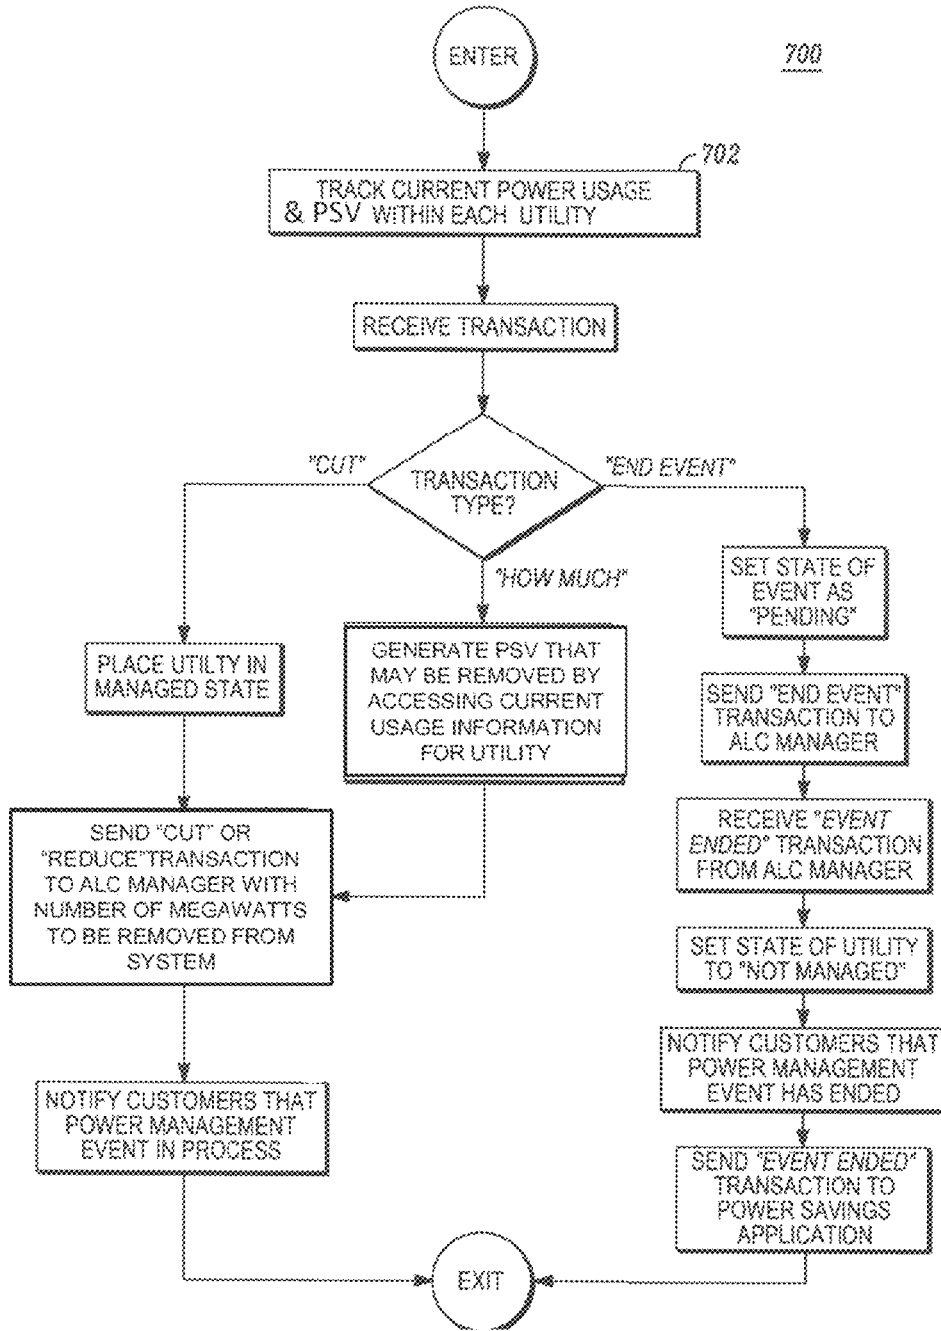 ENTER
700
702
TRACK CURRENT POWER USAGE
& PSV WITHIN EACH UTILITY
RECEIVE TRANSACTION
"CUT"
TRANSACTION
TYPE?
"END EVENT"
"HOW MUCH"
PLACE UTILTY IN
MANAGED STATE
GENERATE PSV THAT
MAY BE REMOVED BY
ACCESSING CURRENT
USAGE INFORMATION
FOR UTILITY
SEND "CUT" OR
"REDUCE"TRANSACTION
TO ALC MANAGER WITH
NUMBER OF MEGAWATTS
TO BE REMOVED FROM
SYSTEM
NOTIFY CUSTOMERS THAT
POWER MANAGEMENT
EVENT IN PROCESS
SET STATE OF
EVENT AS
"PENDING"
SEND "END EVENT"
TRANSACTION TO
ALC MANAGER
RECEIVE "EVENT
ENDED" TRANSACTION
FROM ALC MANAGER
SET STATE OF UTILITY
TO "NOT MANAGED"
NOTIFY CUSTOMERS THAT
POWER MANAGEMENT
EVENT HAS ENDED
SEND "EVENT ENDED"
TRANSACTION TO
POWER SAVINGS
APPLICATION
EXIT